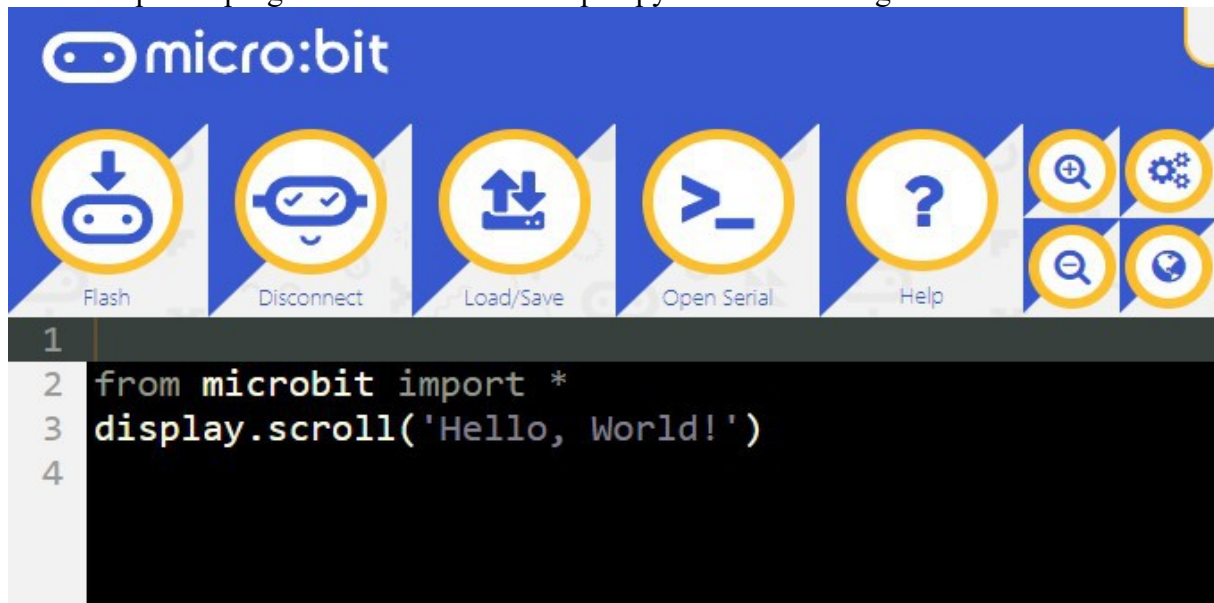 micro:bit
Flash Disconnect Load/Save Open Serial Help
1
2 from microbit import *
3 display.scroll('Hello, World!')
4